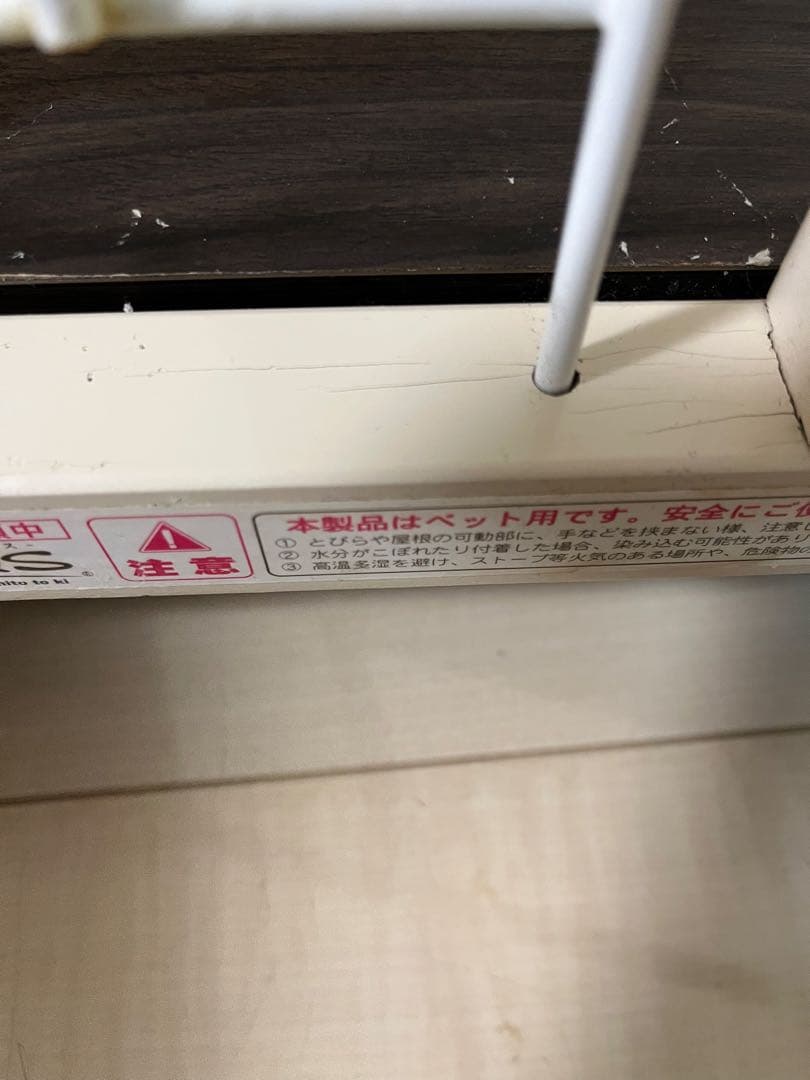 中
ス
S
hito to ki
®
注意
本製品はペット用です。安全にご
① とびらや屋根の可動部に、手などを挟まない様、注意
② 水分がこぼれたり付着した場合、染み込む可能性があり
③ 高温多湿を避け、ストーブ等火気のある場所や、危険物の